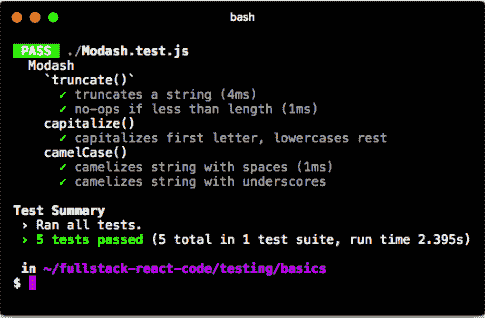 bash
PASS ./Modash.test.js
Modash
`truncate()`
✓ truncates a string (4ms)
✓ no-ops if less than length (1ms)
capitalize()
✓ capitalizes first letter, lowercases rest
camelCase()
✓ camelizes string with spaces (1ms)
✓ camelizes string with underscores
Test Summary
› Ran all tests.
› 5 tests passed (5 total in 1 test suite, run time 2.395s)
in ~/fullstack-react-code/testing/basics
$